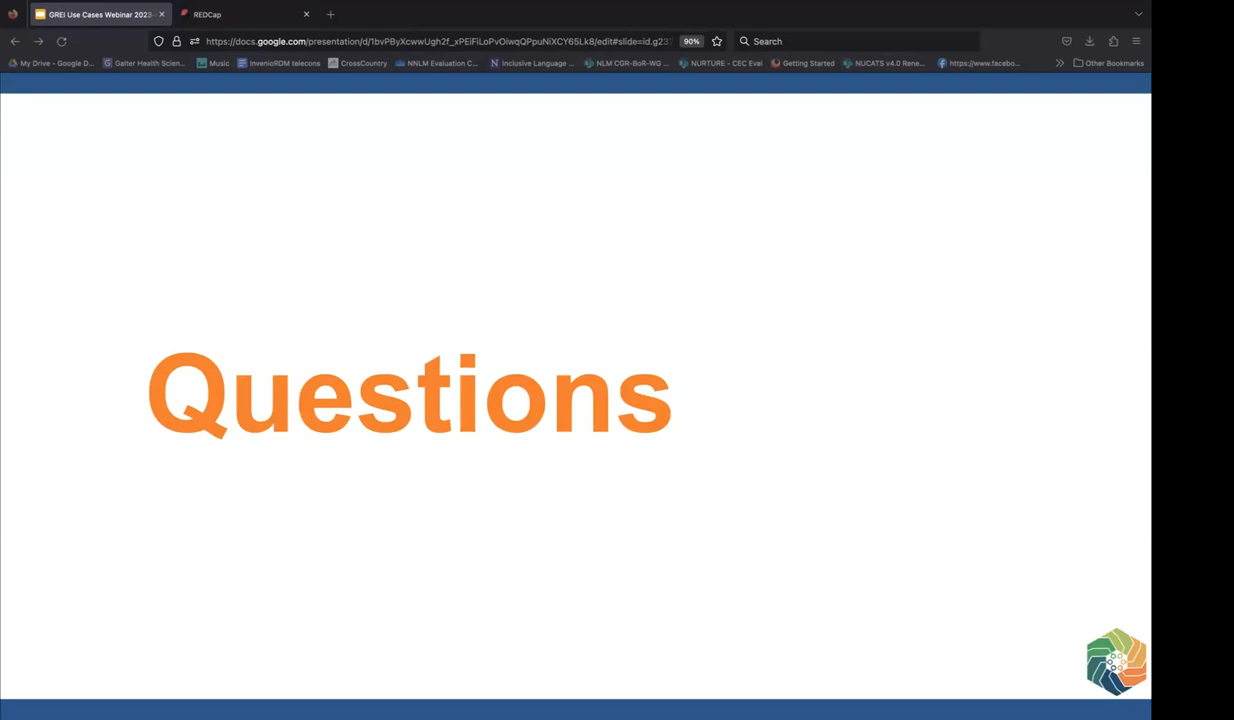 GREI Use Cases Webinar 2023-
REDCap
https://docs.google.com/presentation/d/1bvPByXcwwUgh2f_xPEiFiLoPvOiwqQPpuNiXCY65Lk8/edit#slide=id.g23
90%
Search
My Drive - Google D...
Galter Health Scien...
Music
InvenioRDM telecons
CrossCountry
NNLM Evaluation C...
Inclusive Language ...
NLM CGR-BoR-WG ...
NURTURE - CEC Eval
Getting Started
NUCATS v4.0 Rene...
https://www.facebo...
Other Bookmarks
Questions